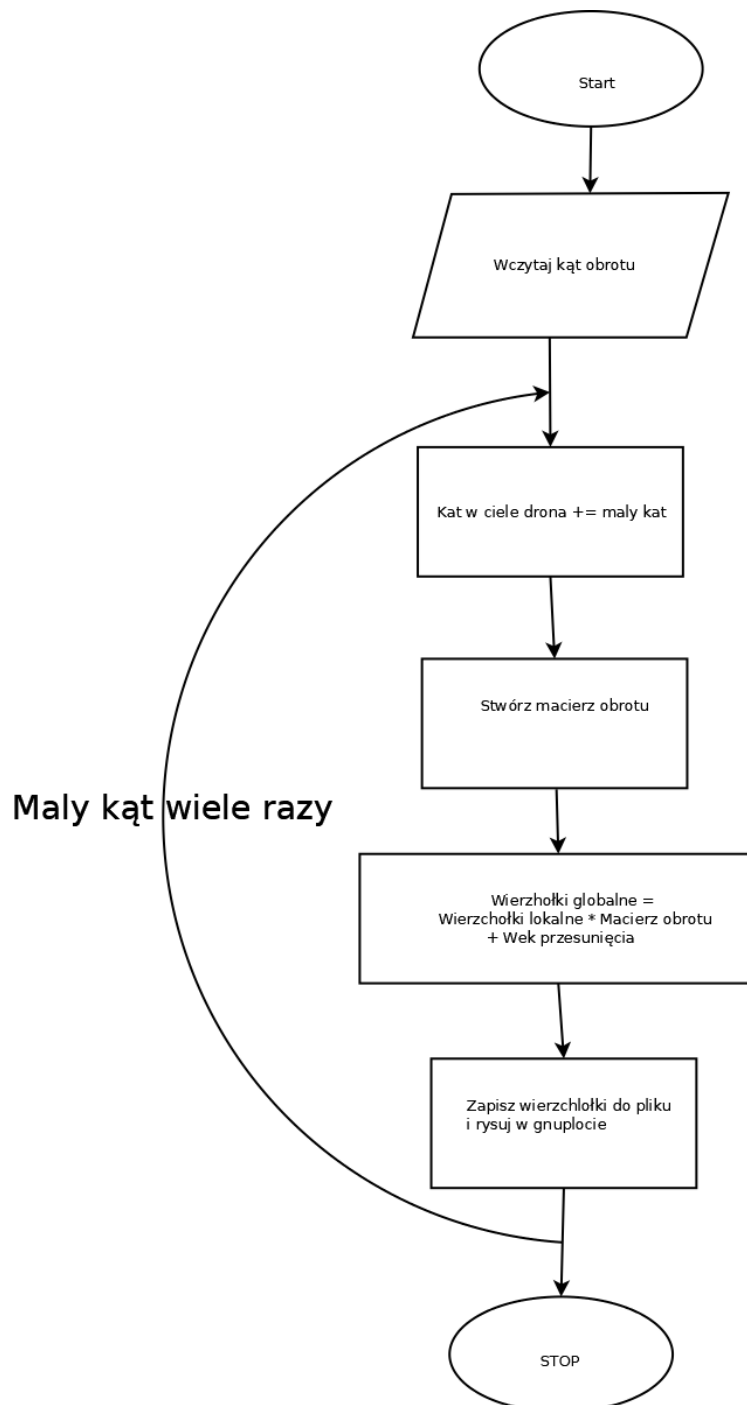 Start
Wczytaj kąt obrotu
Kat w ciele drona += maly kat
Stwórz macierz obrotu
Maly kąt wiele razy
Wierzhołki globalne =
Wierzchołki lokalne * Macierz obrotu
+ Wek przesunięcia
Zapisz wierzchlołki do pliku
i rysuj w gnuplocie
STOP